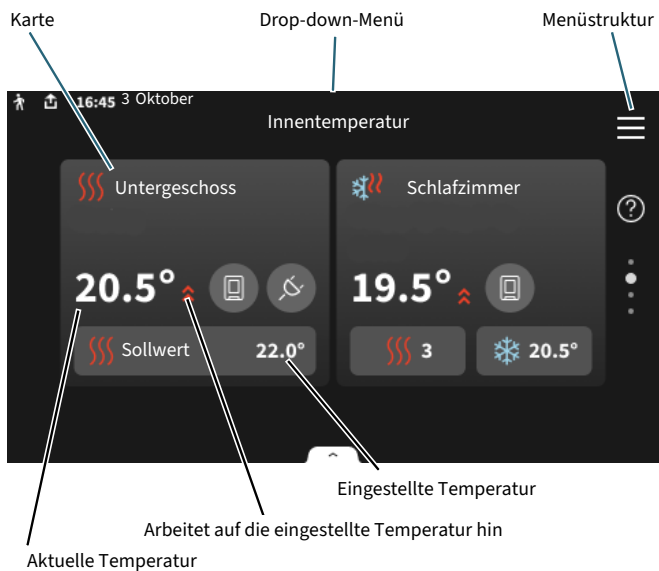 Karte Drop-down-Menü Menüstruktur
16:45 3 Oktober
Innentemperatur
Untergeschoss
20.5°
Sollwert 22.0°
Schlafzimmer
19.5°
3 20.5°
?
Eingestellte Temperatur
Arbeitet auf die eingestellte Temperatur hin
Aktuelle Temperatur